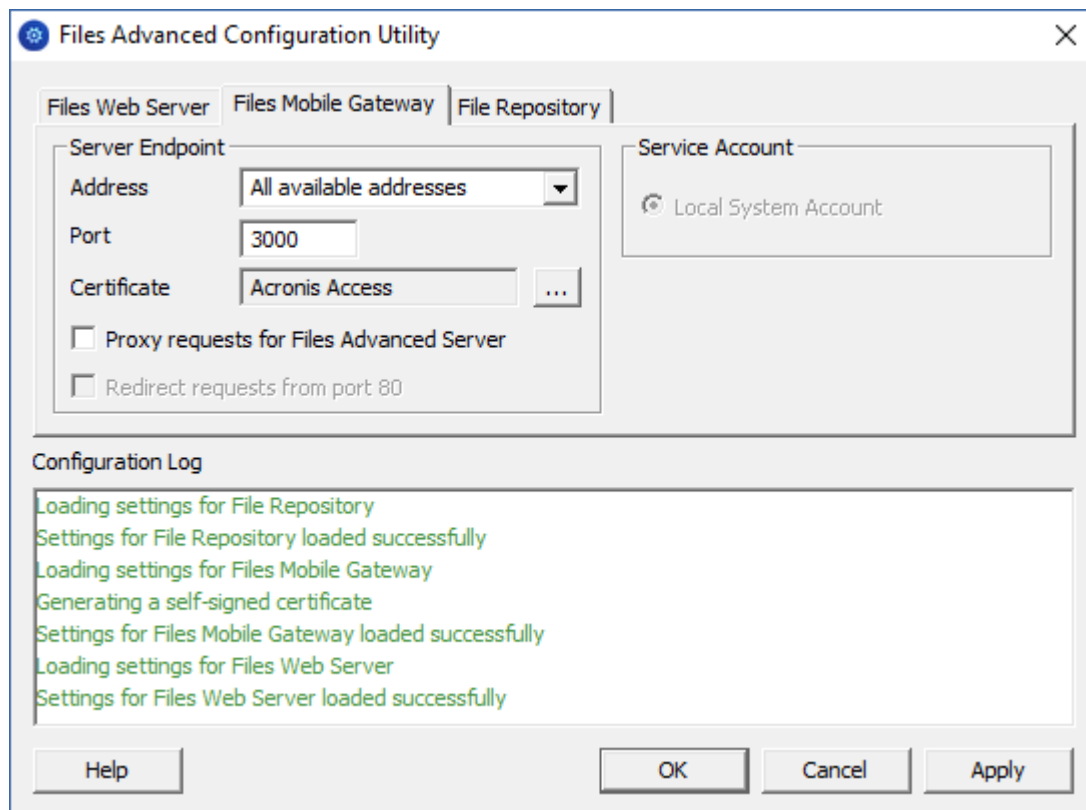 Files Advanced Configuration Utility
Files Web Server Files Mobile Gateway File Repository
Server Endpoint
Address All available addresses
Port 3000
Certificate Acronis Access ...
Proxy requests for Files Advanced Server
Redirect requests from port 80
Service Account
Local System Account
Configuration Log
Loading settings for File Repository
Settings for File Repository loaded successfully
Loading settings for Files Mobile Gateway
Generating a self-signed certificate
Settings for Files Mobile Gateway loaded successfully
Loading settings for Files Web Server
Settings for Files Web Server loaded successfully
Help OK Cancel Apply